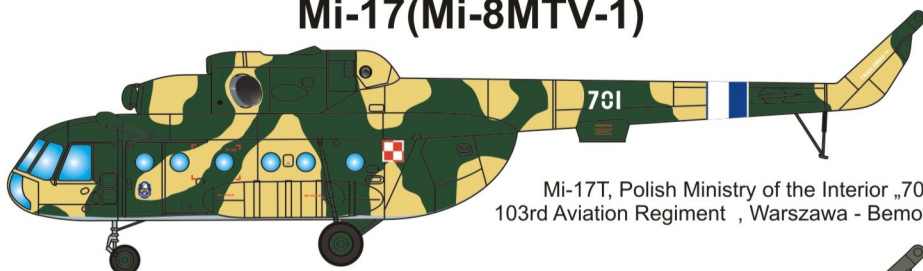 Mi-17(Mi-8MTV-1)
701
Mi-17T, Polish Ministry of the Interior „70
103rd Aviation Regiment , Warszawa - Bemo